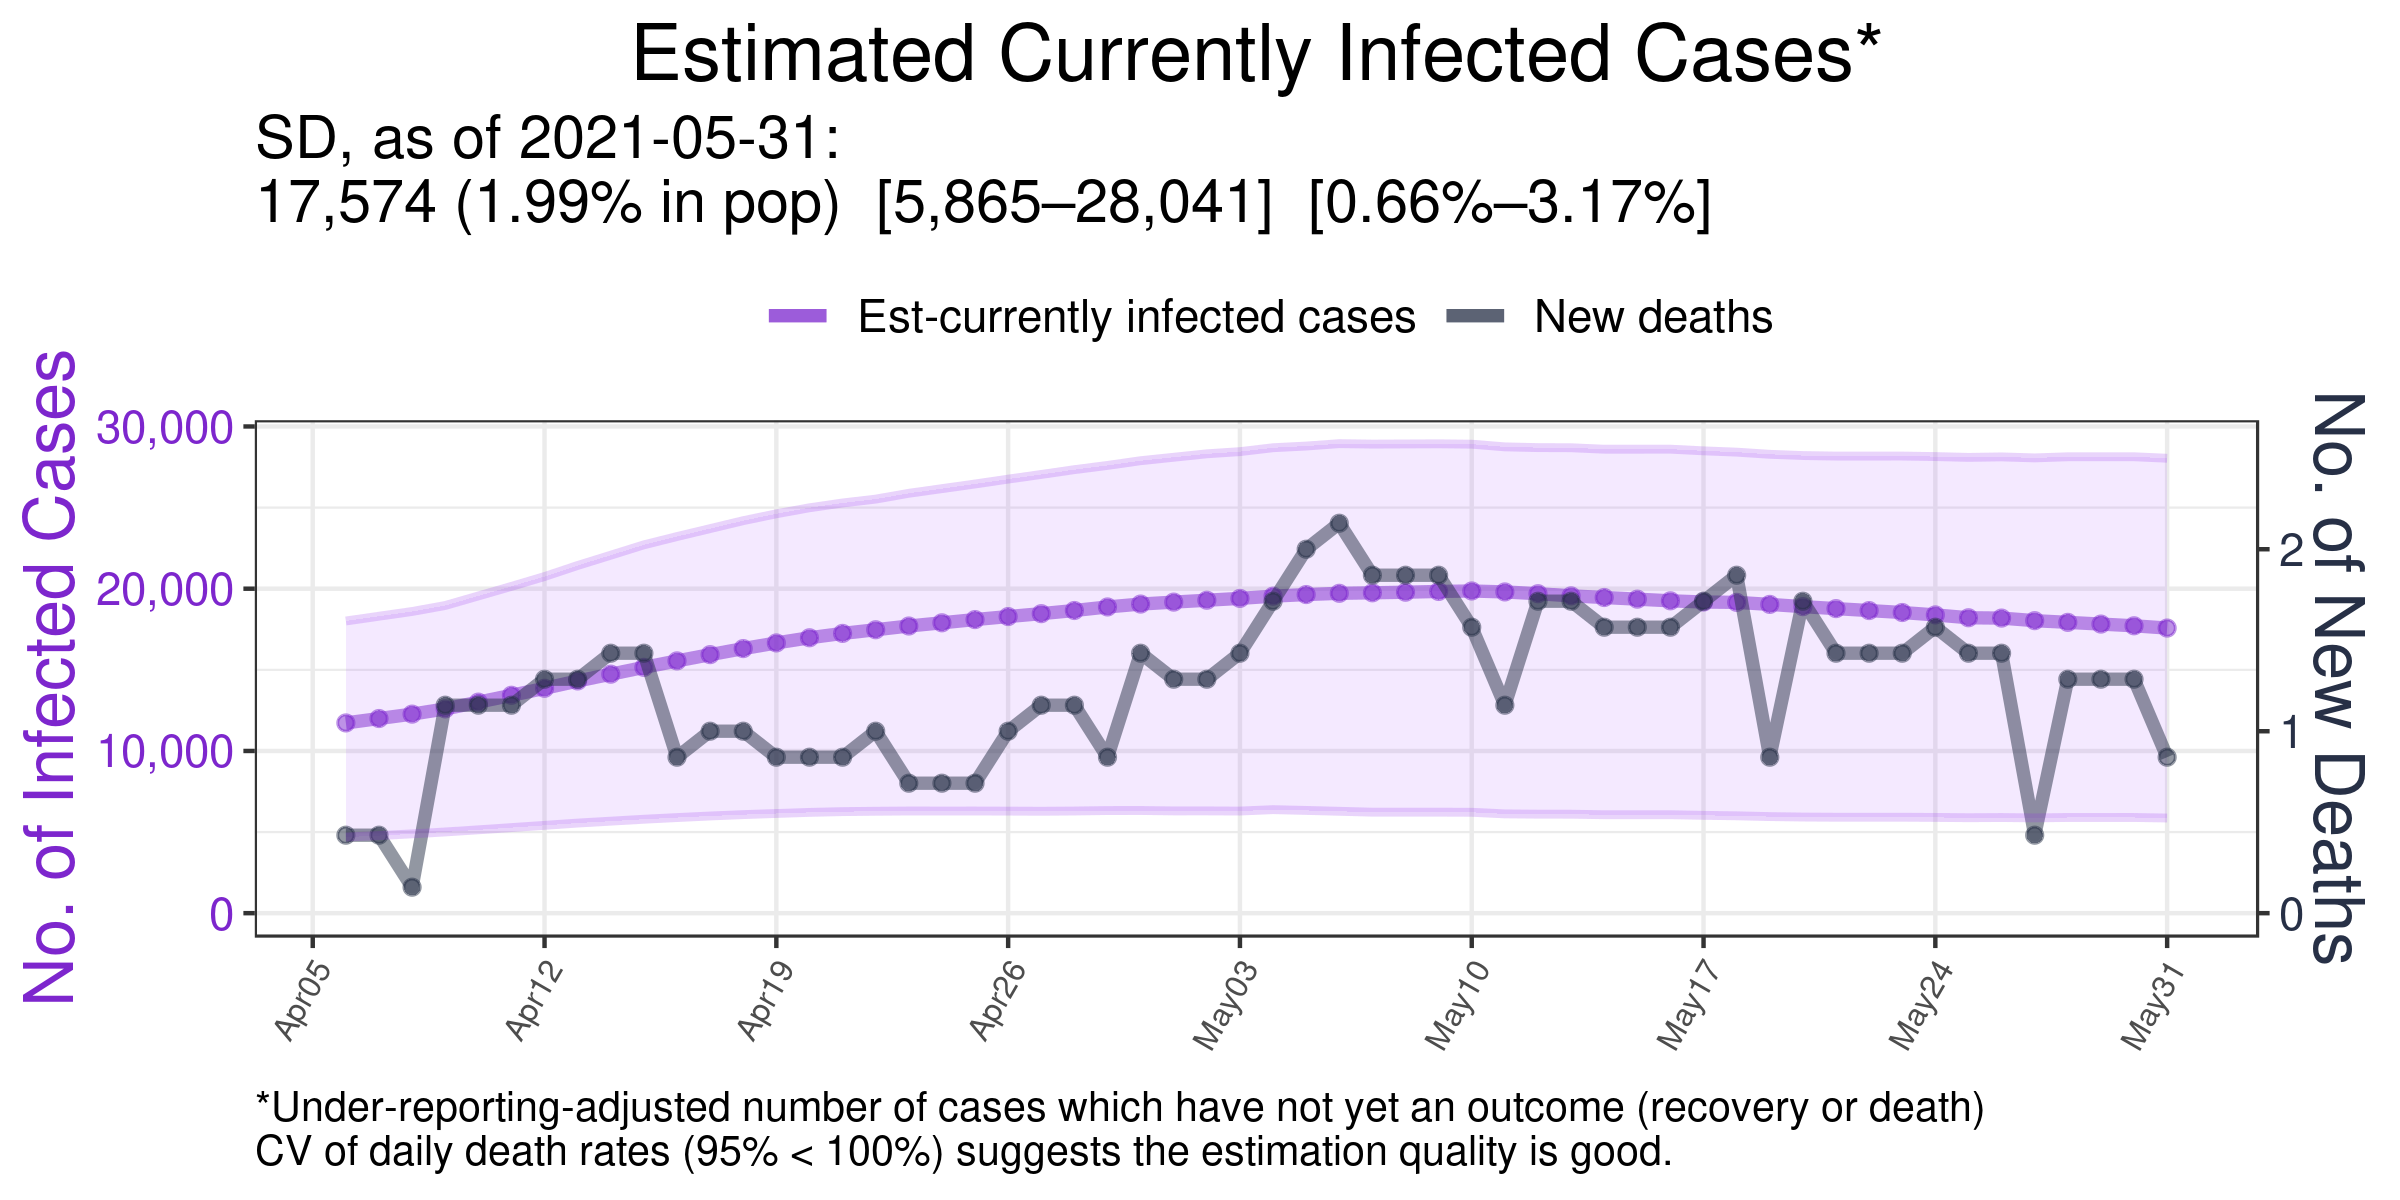 Estimated Currently Infected Cases*
SD, as of 2021-05-31:
17,574 (1.99% in pop)  [5,865–28,041]  [0.66%–3.17%]
Est-currently infected cases
New deaths
No. of Infected Cases
30,000
20,000
10,000
0
No. of New Deaths
2
1
0
Apr05
Apr12
Apr19
Apr26
May03
May10
May17
May24
May31
*Under-reporting-adjusted number of cases which have not yet an outcome (recovery or death)
CV of daily death rates (95% < 100%) suggests the estimation quality is good.